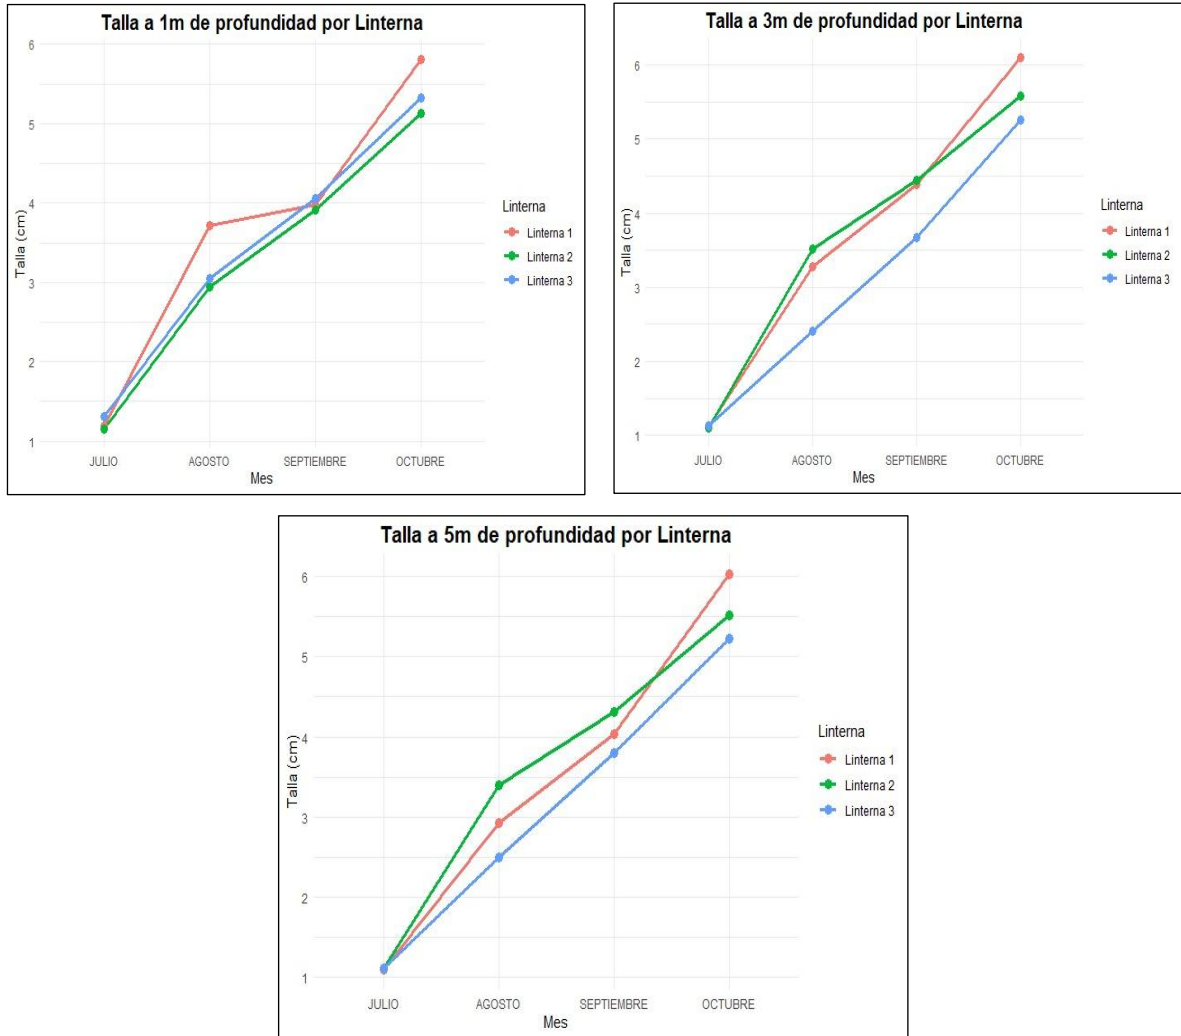 Talla a 1m de profundidad por Linterna
6
5
4
3
2
1
Talla (cm)
JULIO AGOSTO SEPTIEMBRE OCTUBRE
Mes
Linterna
Linterna 1
Linterna 2
Linterna 3
Talla a 3m de profundidad por Linterna
6
5
4
3
2
1
Talla (cm)
JULIO AGOSTO SEPTIEMBRE OCTUBRE
Mes
Linterna
Linterna 1
Linterna 2
Linterna 3
Talla a 5m de profundidad por Linterna
6
5
4
3
2
1
Talla (cm)
JULIO AGOSTO SEPTIEMBRE OCTUBRE
Mes
Linterna
Linterna 1
Linterna 2
Linterna 3